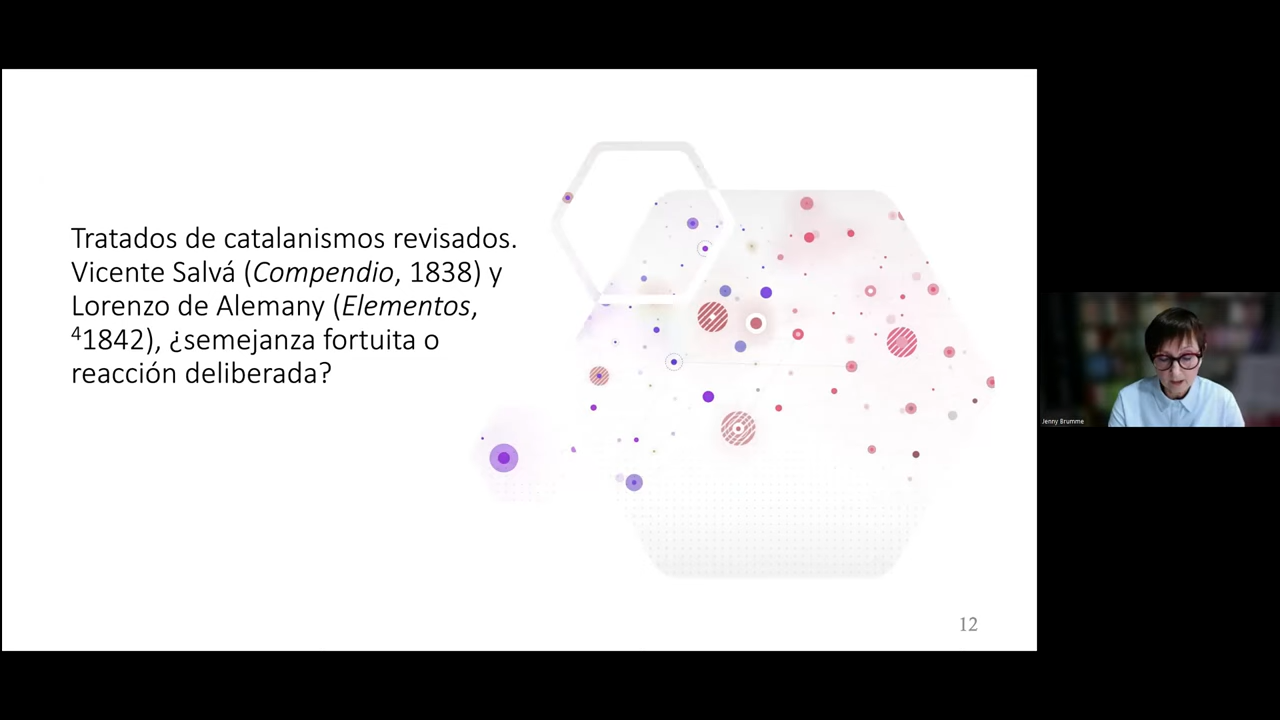 Tratados de catalanismos revisados.
Vicente Salvá (Compendio, 1838) y
Lorenzo de Alemany (Elementos,
⁴1842), ¿semejanza fortuita o
reacción deliberada?
12
Jenny Brumme